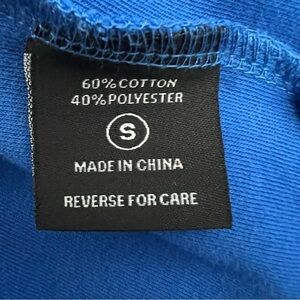 60% COTTON
40% POLYESTER
S
MADE IN CHINA
REVERSE FOR CARE